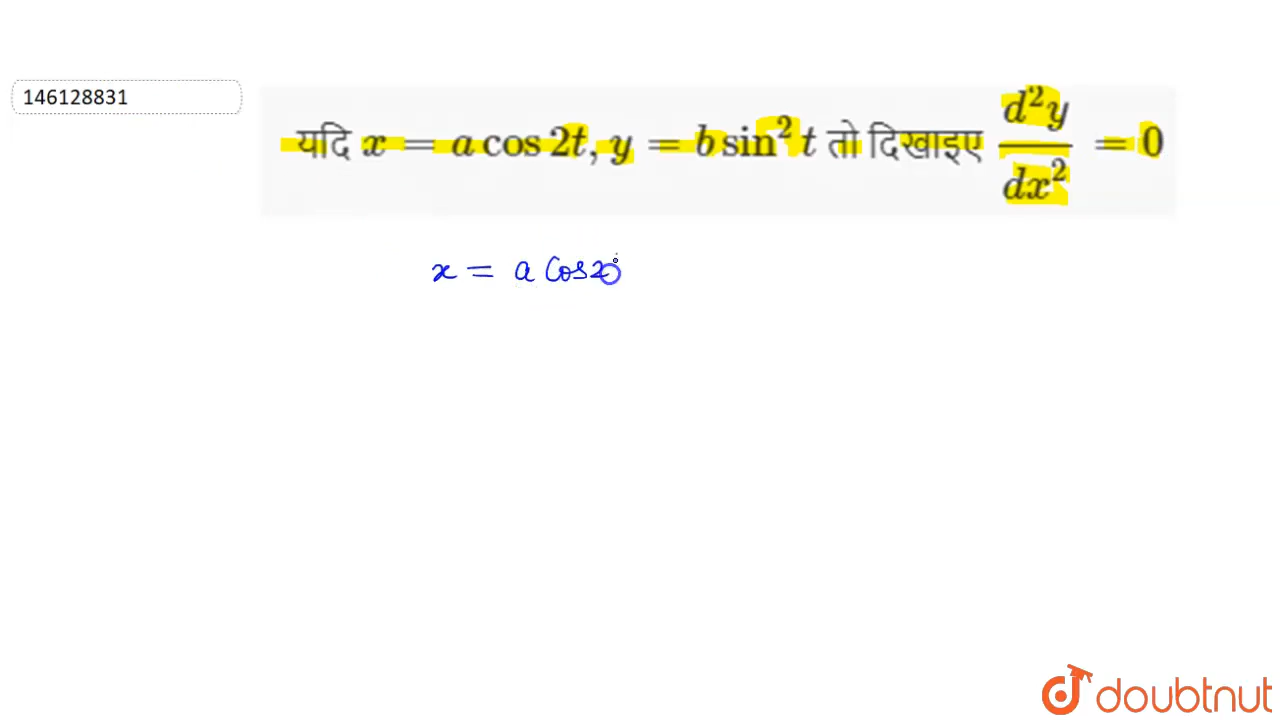 146128831
यदि x = a cos 2t, y = b sin² t तो दिखाइए d²y/dx² = 0
x = a Cos2
doubtnut